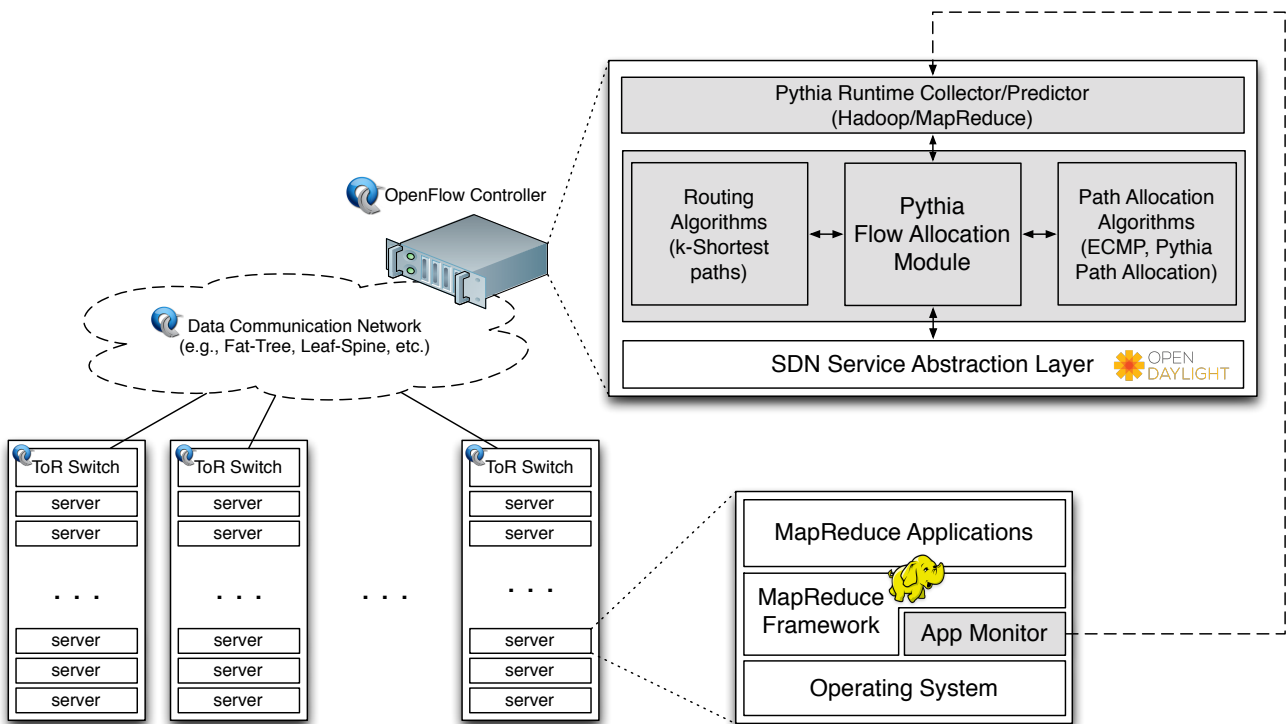 Pythia Runtime Collector/Predictor
(Hadoop/MapReduce)
Routing
Algorithms
(k-Shortest
paths)
Pythia
Flow Allocation
Module
Path Allocation
Algorithms
(ECMP, Pythia
Path Allocation)
SDN Service Abstraction Layer
OPEN
DAYLIGHT
OpenFlow Controller
Data Communication Network
(e.g., Fat-Tree, Leaf-Spine, etc.)
ToR Switch
server
server
. . .
server
server
server
ToR Switch
server
server
. . .
server
server
server
. . .
ToR Switch
server
server
. . .
server
server
server
MapReduce Applications
MapReduce
Framework
App Monitor
Operating System